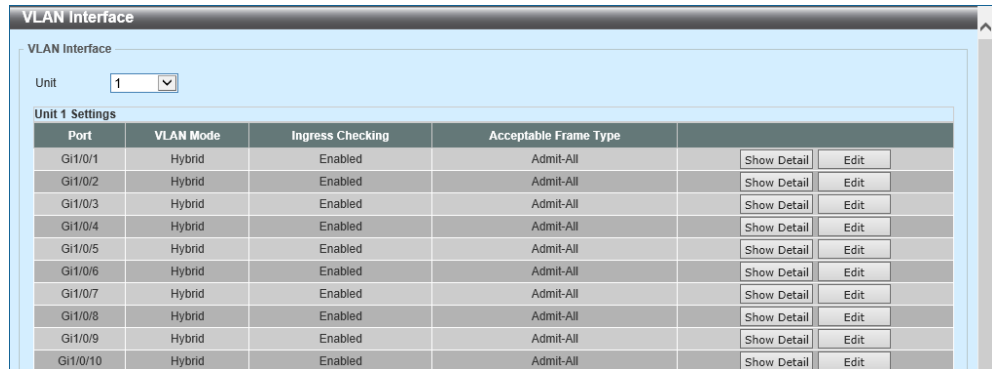 VLAN Interface
VLAN Interface
Unit 1
Unit 1 Settings
Port VLAN Mode Ingress Checking Acceptable Frame Type
Gi1/0/1 Hybrid Enabled Admit-All Show Detail Edit
Gi1/0/2 Hybrid Enabled Admit-All Show Detail Edit
Gi1/0/3 Hybrid Enabled Admit-All Show Detail Edit
Gi1/0/4 Hybrid Enabled Admit-All Show Detail Edit
Gi1/0/5 Hybrid Enabled Admit-All Show Detail Edit
Gi1/0/6 Hybrid Enabled Admit-All Show Detail Edit
Gi1/0/7 Hybrid Enabled Admit-All Show Detail Edit
Gi1/0/8 Hybrid Enabled Admit-All Show Detail Edit
Gi1/0/9 Hybrid Enabled Admit-All Show Detail Edit
Gi1/0/10 Hybrid Enabled Admit-All Show Detail Edit